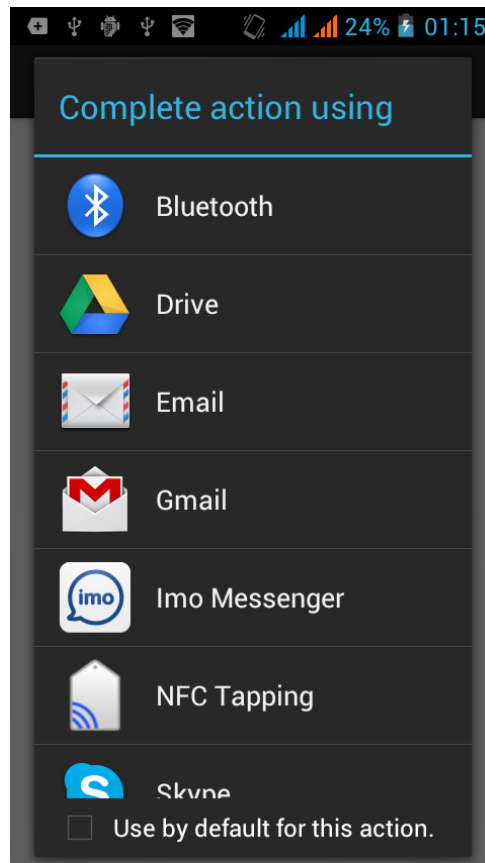 24% 01:15
Complete action using
Bluetooth
Drive
Email
Gmail
imo
Imo Messenger
NFC Tapping
S
Skype
Use by default for this action.